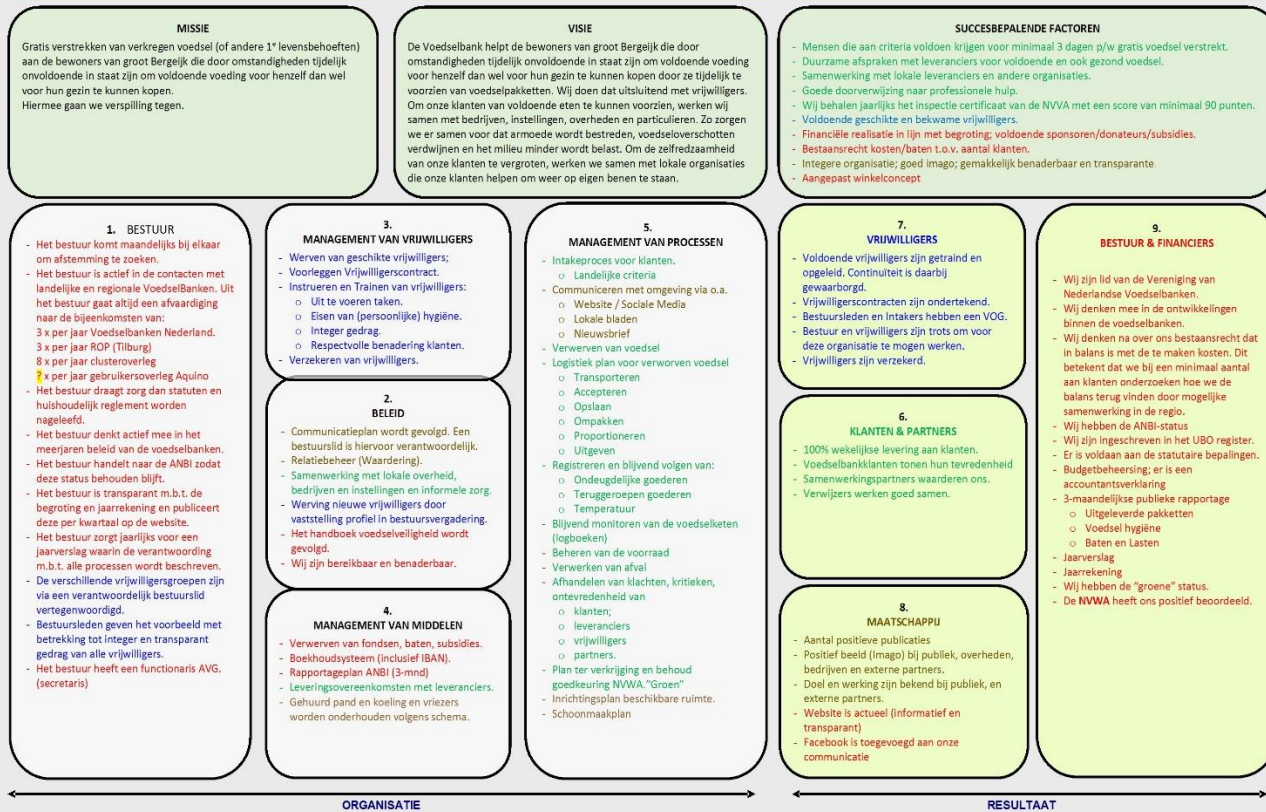 MISSIE
Gratis verstrekken van verkregen voedsel (of andere 1e levensbehoeften)
aan de bewoners van groot Bergeijk die door omstandigheden tijdelijk
onvoldoende in staat zijn om voldoende voeding voor henzelf dan wel
voor hun gezin te kunnen kopen.
Hiermee gaan we verspilling tegen.
VISIE
De Voedselbank helpt de bewoners van groot Bergeijk die door
omstandigheden tijdelijk onvoldoende in staat zijn om voldoende voeding
voor henzelf dan wel voor hun gezin te kunnen kopen door ze tijdelijk te
voorzien van voedselpakketten. Wij doen dat uitsluitend met vrijwilligers.
Om onze klanten van voldoende eten te kunnen voorzien, werken wij
samen met bedrijven, instellingen, overheden en particulieren. Zo zorgen
we er samen voor dat armoede wordt bestreden, voedseloverschotten
verdwijnen en het milieu minder wordt belast. Om de zelfredzaamheid
van onze klanten te vergroten, werken we samen met lokale organisaties
die onze klanten helpen om weer op eigen benen te staan.
SUCCESBEPALENDE FACTOREN
- Mensen die aan criteria voldoen krijgen voor minimaal 3 dagen p/w gratis voedsel verstrekt.
- Duurzame afspraken met leveranciers voor voldoende en ook gezond voedsel.
- Samenwerking met lokale leveranciers en andere organisaties.
- Goede doorverwijzing naar professionele hulp.
- Wij behalen jaarlijks het inspectie certificaat van de NVVA met een score van minimaal 90 punten.
- Voldoende geschikte en bekwame vrijwilligers.
- Financiële realisatie in lijn met begroting; voldoende sponsoren/donateurs/subsidies.
- Bestaansrecht kosten/baten t.o.v. aantal klanten.
- Integere organisatie; goed imago; gemakkelijk benaderbaar en transparante
- Aangepast winkelconcept
1. BESTUUR
- Het bestuur komt maandelijks bij elkaar
om afstemming te zoeken.
- Het bestuur is actief in de contacten met
landelijke en regionale VoedselBanken. Uit
het bestuur gaat altijd een afvaardiging
naar de bijeenkomsten van:
3 x per jaar Voedselbanken Nederland.
3 x per jaar ROP (Tilburg)
8 x per jaar clusteroverleg
? x per jaar gebruikersoverleg Aquino
- Het bestuur draagt zorg dan statuten en
huishoudelijk reglement worden
nageleefd.
- Het bestuur denkt actief mee in het
meerjaren beleid van de voedselbanken.
- Het bestuur handelt naar de ANBI zodat
deze status behouden blijft.
- Het bestuur is transparant m.b.t. de
begroting en jaarrekening en publiceert
deze per kwartaal op de website.
- Het bestuur zorgt jaarlijks voor een
jaarverslag waarin de verantwoording
m.b.t. alle processen wordt beschreven.
- De verschillende vrijwilligersgroepen zijn
via een verantwoordelijk bestuurslid
vertegenwoordigd.
- Bestuursleden geven het voorbeeld met
betrekking tot integer en transparant
gedrag van alle vrijwilligers.
- Het bestuur heeft een functionaris AVG.
(secretaris)
3.
MANAGEMENT VAN VRIJWILLIGERS
- Werven van geschikte vrijwilligers;
- Voorleggen Vrijwilligerscontract.
- Instrueren en Trainen van vrijwilligers:
o Uit te voeren taken.
o Eisen van (persoonlijke) hygiëne.
o Integer gedrag.
o Respectvolle benadering klanten.
- Verzekeren van vrijwilligers.
2.
BELEID
- Communicatieplan wordt gevolgd. Een
bestuurslid is hiervoor verantwoordelijk.
- Relatiebeheer (Waardering).
- Samenwerking met lokale overheid,
bedrijven en instellingen en informele zorg.
- Werving nieuwe vrijwilligers door
vaststelling profiel in bestuursvergadering.
- Het handboek voedselveiligheid wordt
gevolgd.
- Wij zijn bereikbaar en benaderbaar.
4.
MANAGEMENT VAN MIDDELEN
- Verwerven van fondsen, baten, subsidies.
- Boekhoudsysteem (inclusief IBAN).
- Rapportageplan ANBI (3-mnd)
- Leveringsovereenkomsten met leveranciers.
- Gehuurd pand en koeling en vriezers
worden onderhouden volgens schema.
5.
MANAGEMENT VAN PROCESSEN
- Intakeproces voor klanten.
o Landelijke criteria
- Communiceren met omgeving via o.a.
o Website / Sociale Media
o Lokale bladen
o Nieuwsbrief
- Verwerven van voedsel
- Logistiek plan voor verworven voedsel
o Transporteren
o Accepteren
o Opslaan
o Ompakken
o Proportioneren
o Uitgeven
- Registreren en blijvend volgen van:
o Ondeugdelijke goederen
o Teruggeroepen goederen
o Temperatuur
- Blijvend monitoren van de voedselketen
(logboeken)
- Beheren van de voorraad
- Verwerken van afval
- Afhandelen van klachten, kritieken,
ontevredenheid van
o klanten;
o leveranciers
o vrijwilligers
o partners.
- Plan ter verkrijging en behoud
goedkeuring NVWA."Groen"
- Inrichtingsplan beschikbare ruimte.
- Schoonmaakplan
7.
VRIJWILLIGERS
- Voldoende vrijwilligers zijn getraind en
opgeleid. Continuïteit is daarbij
gewaarborgd.
- Vrijwilligerscontracten zijn ondertekend.
- Bestuursleden en Intakers hebben een VOG.
- Bestuur en vrijwilligers zijn trots om voor
deze organisatie te mogen werken.
- Vrijwilligers zijn verzekerd.
6.
KLANTEN & PARTNERS
- 100% wekelijkse levering aan klanten.
- Voedselbankklanten tonen hun tevredenheid
- Samenwerkingspartners waarderen ons.
- Verwijzers werken goed samen.
8.
MAATSCHAPPIJ
- Aantal positieve publicaties
- Positief beeld (Imago) bij publiek, overheden,
bedrijven en externe partners.
- Doel en werking zijn bekend bij publiek, en
externe partners.
- Website is actueel (informatief en
transparant)
- Facebook is toegevoegd aan onze
communicatie
9.
BESTUUR & FINANCIERS
- Wij zijn lid van de Vereniging van
Nederlandse Voedselbanken.
- Wij denken mee in de ontwikkelingen
binnen de voedselbanken.
- Wij denken na over ons bestaansrecht dat
in balans is met de te maken kosten. Dit
betekent dat we bij een minimaal aantal
aan klanten onderzoeken hoe we de
balans terug vinden door mogelijke
samenwerking in de regio.
- Wij hebben de ANBI-status
- Wij zijn ingeschreven in het UBO register.
- Er is voldaan aan de statutaire bepalingen.
- Budgetbeheersing; er is een
accountantsverklaring
- 3-maandelijkse publieke rapportage
o Uitgeleverde pakketten
o Voedsel hygiëne
o Baten en Lasten
- Jaarverslag
- Jaarrekening
- Wij hebben de "groene" status.
- De NVWA heeft ons positief beoordeeld.
ORGANISATIE
RESULTAAT